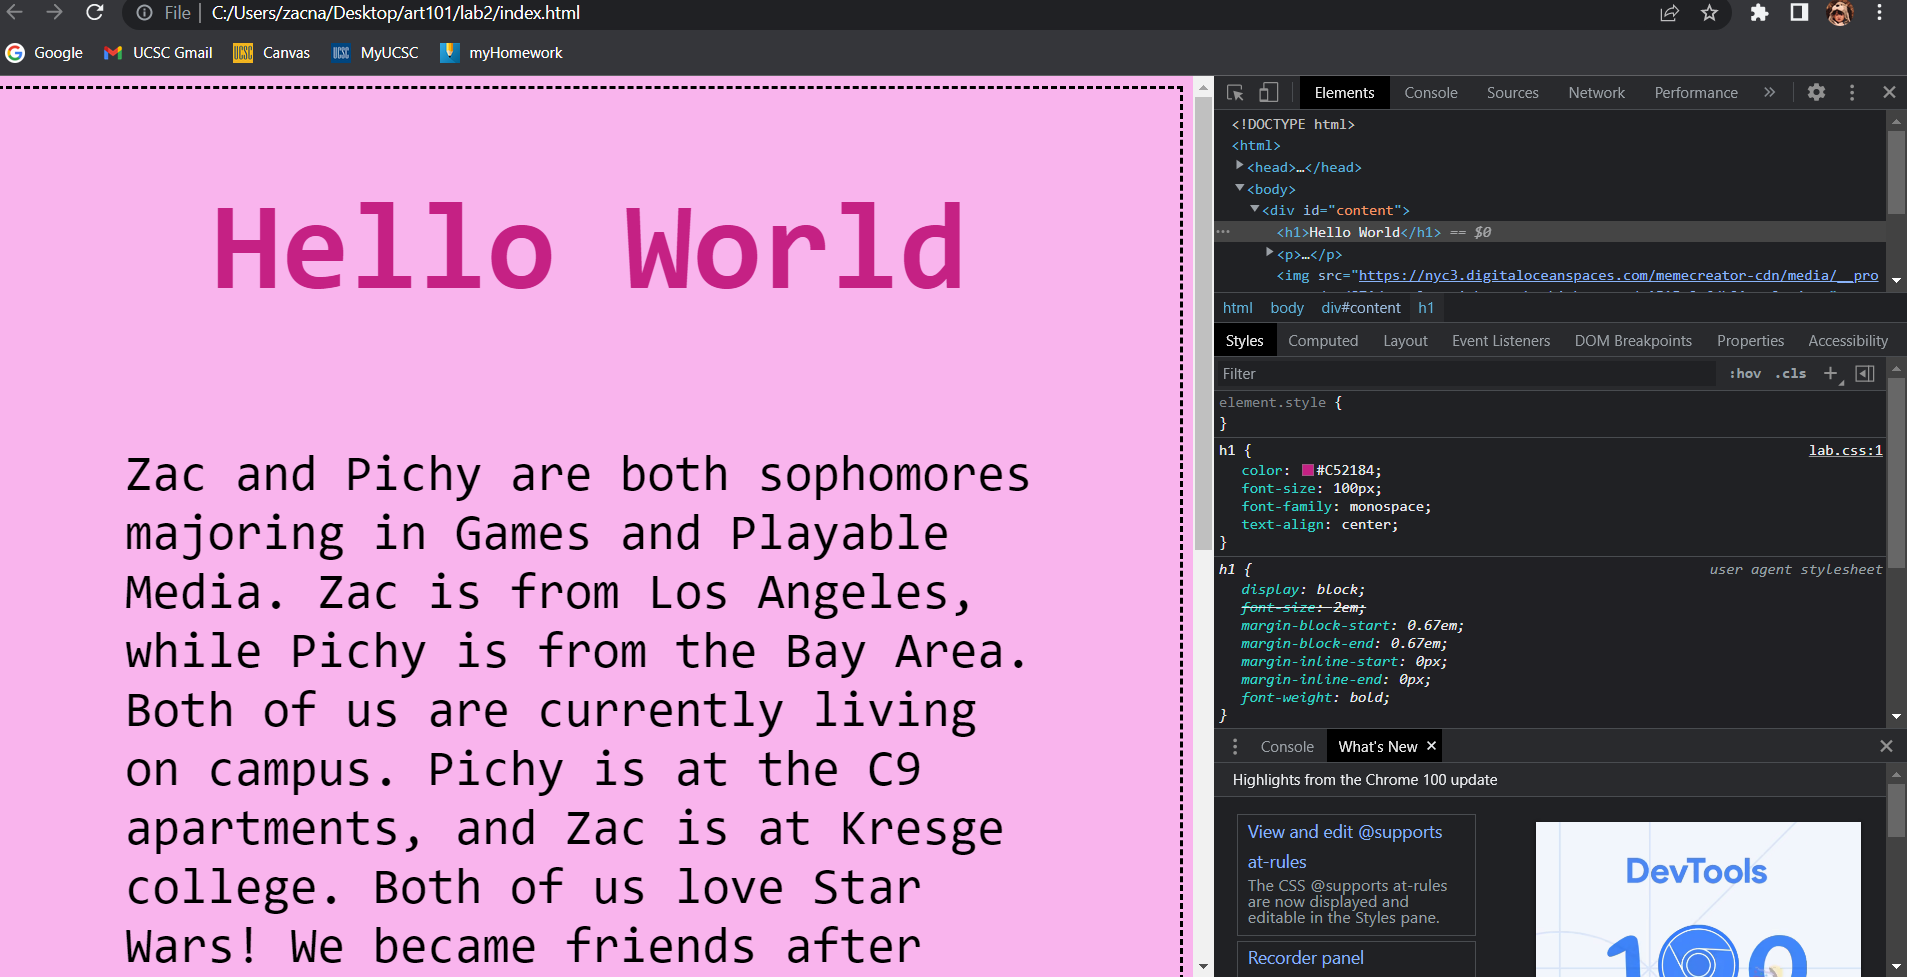 File | C:/Users/zacna/Desktop/art101/lab2/index.html
Google UCSC Gmail UCSC Canvas UCSC MyUCSC myHomework
Hello World
Zac and Pichy are both sophomores
majoring in Games and Playable
Media. Zac is from Los Angeles,
while Pichy is from the Bay Area.
Both of us are currently living
on campus. Pichy is at the C9
apartments, and Zac is at Kresge
college. Both of us love Star
Wars! We became friends after
Elements Console Sources Network Performance »
<!DOCTYPE html>
<html>
<head>…</head>
<body>
<div id="content">
<h1>Hello World</h1> == $0
<p>…</p>
<img src="https://nyc3.digitaloceanspaces.com/memecreator-cdn/media/__pro
html body div#content h1
Styles Computed Layout Event Listeners DOM Breakpoints Properties Accessibility
Filter :hov .cls
element.style {
}
h1 { lab.css:1
color: #C52184;
font-size: 100px;
font-family: monospace;
text-align: center;
}
h1 { user agent stylesheet
display: block;
font-size: 2em;
margin-block-start: 0.67em;
margin-block-end: 0.67em;
margin-inline-start: 0px;
margin-inline-end: 0px;
font-weight: bold;
}
Console What's New
Highlights from the Chrome 100 update
View and edit @supports
at-rules
The CSS @supports at-rules
are now displayed and
editable in the Styles pane.
Recorder panel
DevTools
100